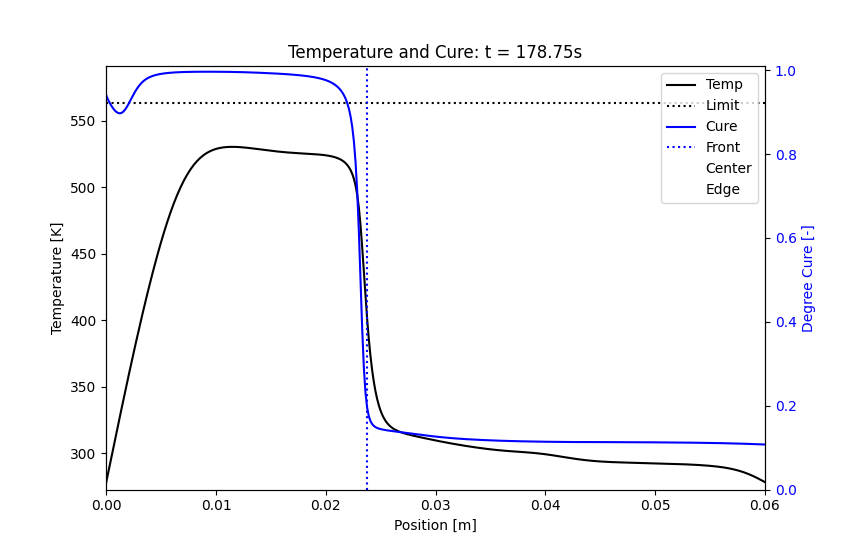 Temperature and Cure: t = 178.75s
Temp
Limit
Cure
Front
Center
Edge
Temperature [K]
550
500
450
400
350
300
1.0
0.8
0.6
0.4
0.2
0.0
Degree Cure [-]
0.00 0.01 0.02 0.03 0.04 0.05 0.06
Position [m]